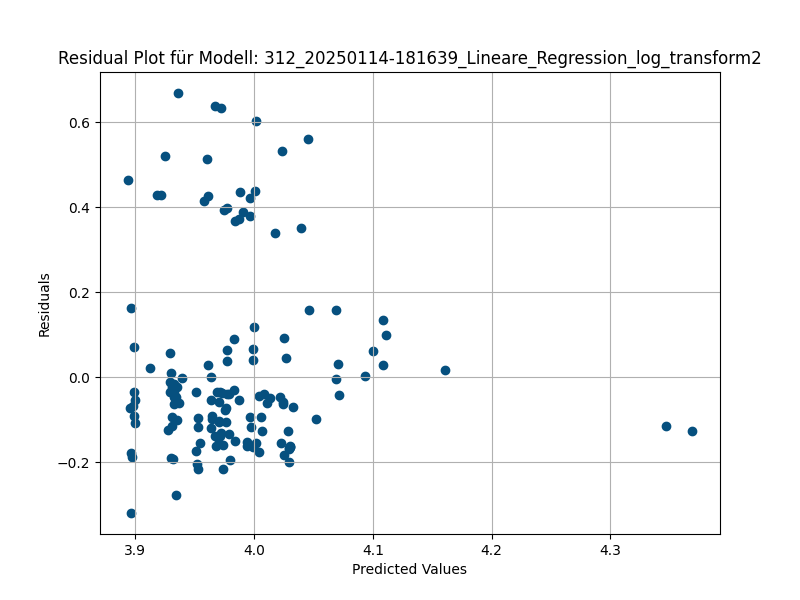 Residual Plot für Modell: 312_20250114-181639_Lineare_Regression_log_transform2
0.6
0.4
0.2
0.0
−0.2
Residuals
3.9 4.0 4.1 4.2 4.3
Predicted Values